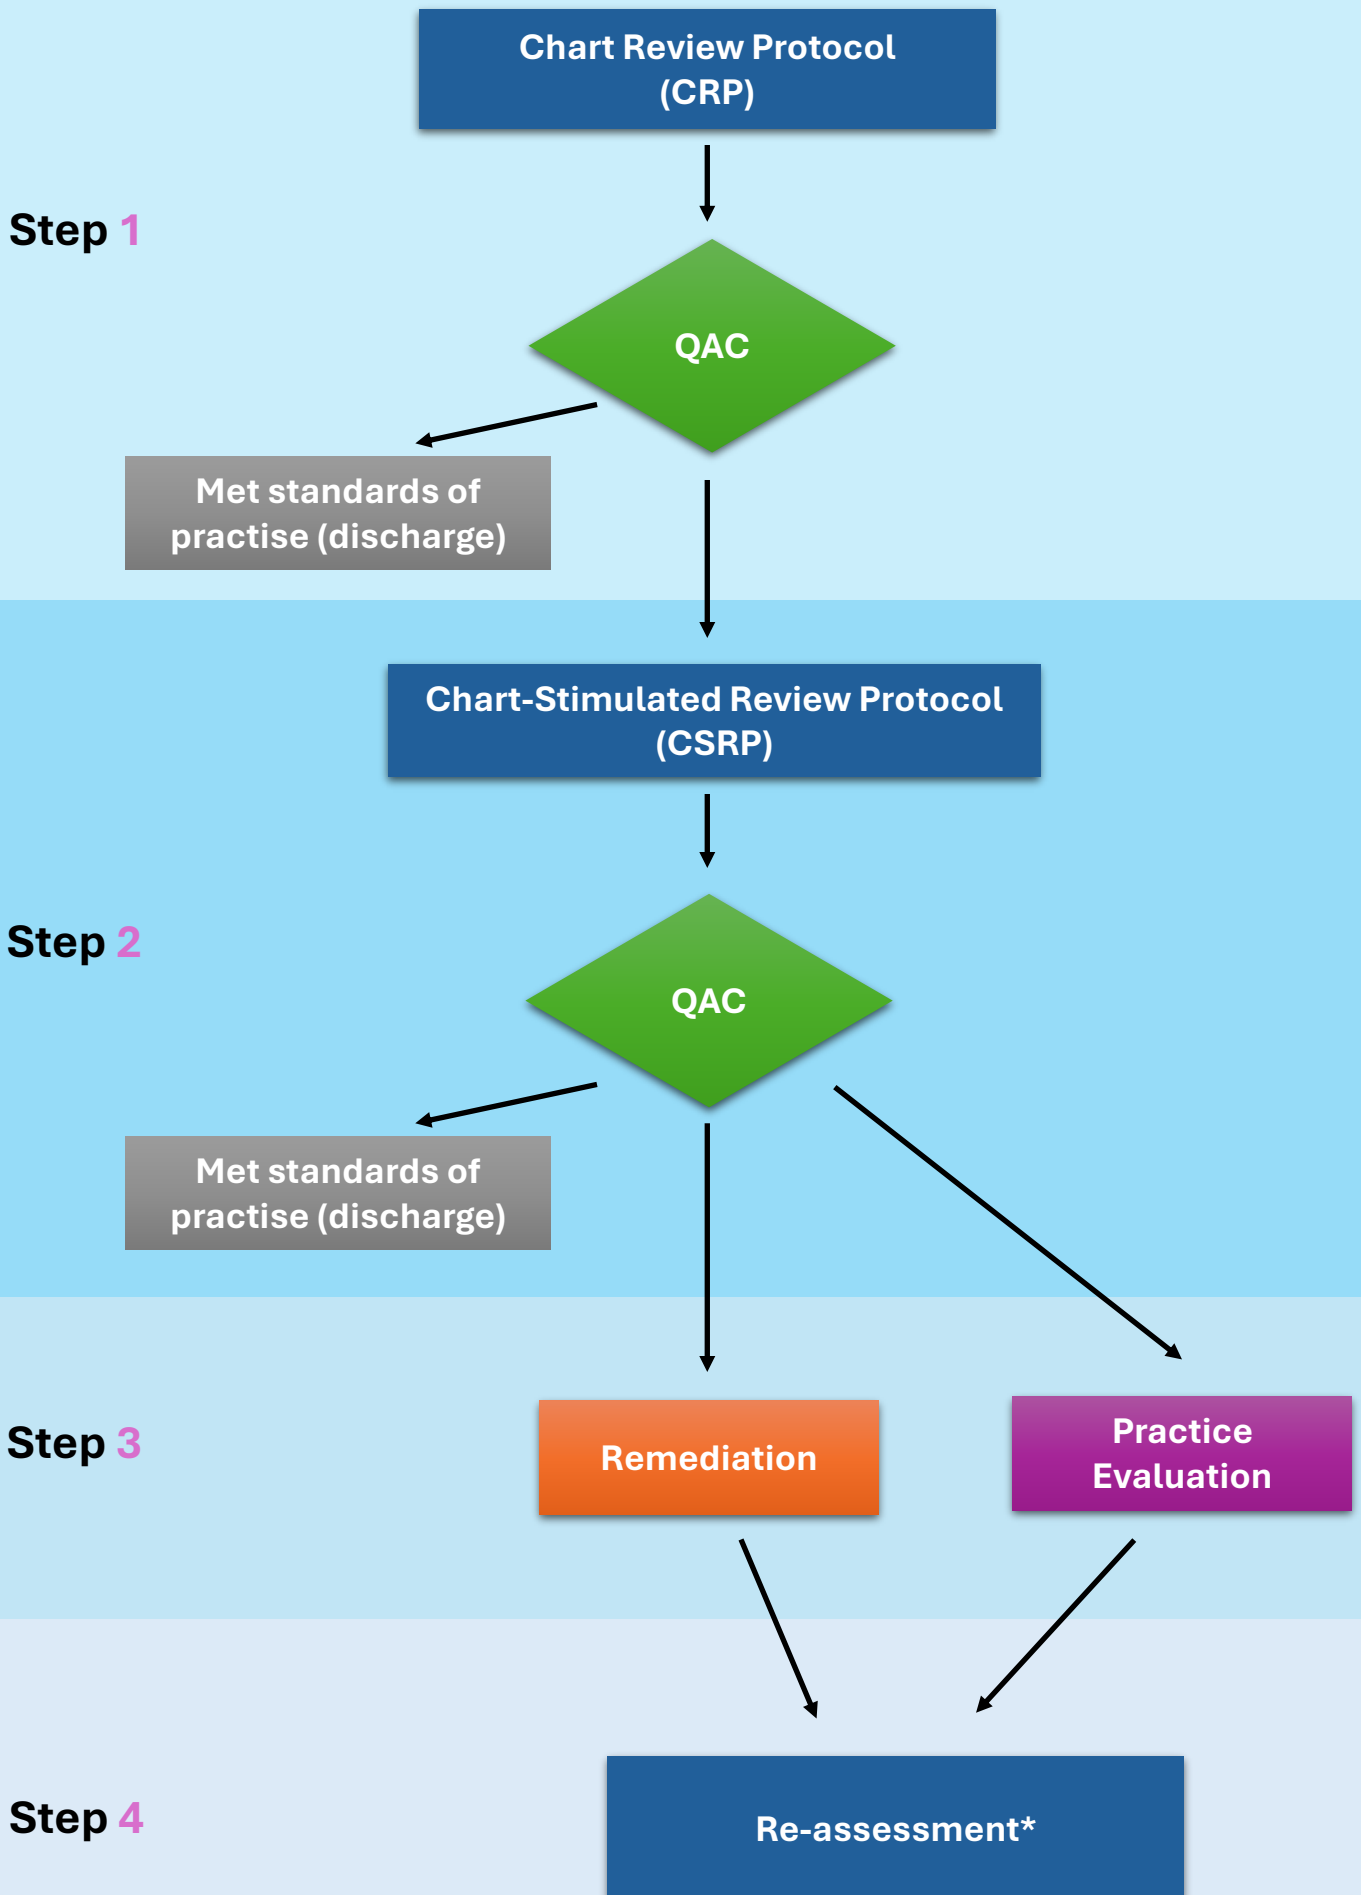 Chart Review Protocol
(CRP)
Step 1
QAC
Met standards of
practise (discharge)
Chart-Stimulated Review Protocol
(CSRP)
Step 2
QAC
Met standards of
practise (discharge)
Step 3
Remediation
Practice
Evaluation
Step 4
Re-assessment*